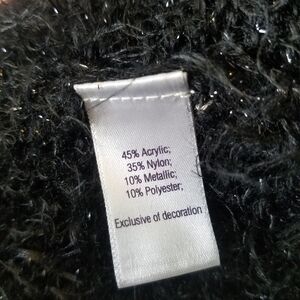 45% Acrylic;
35% Nylon;
10% Metallic;
10% Polyester;
Exclusive of decoration